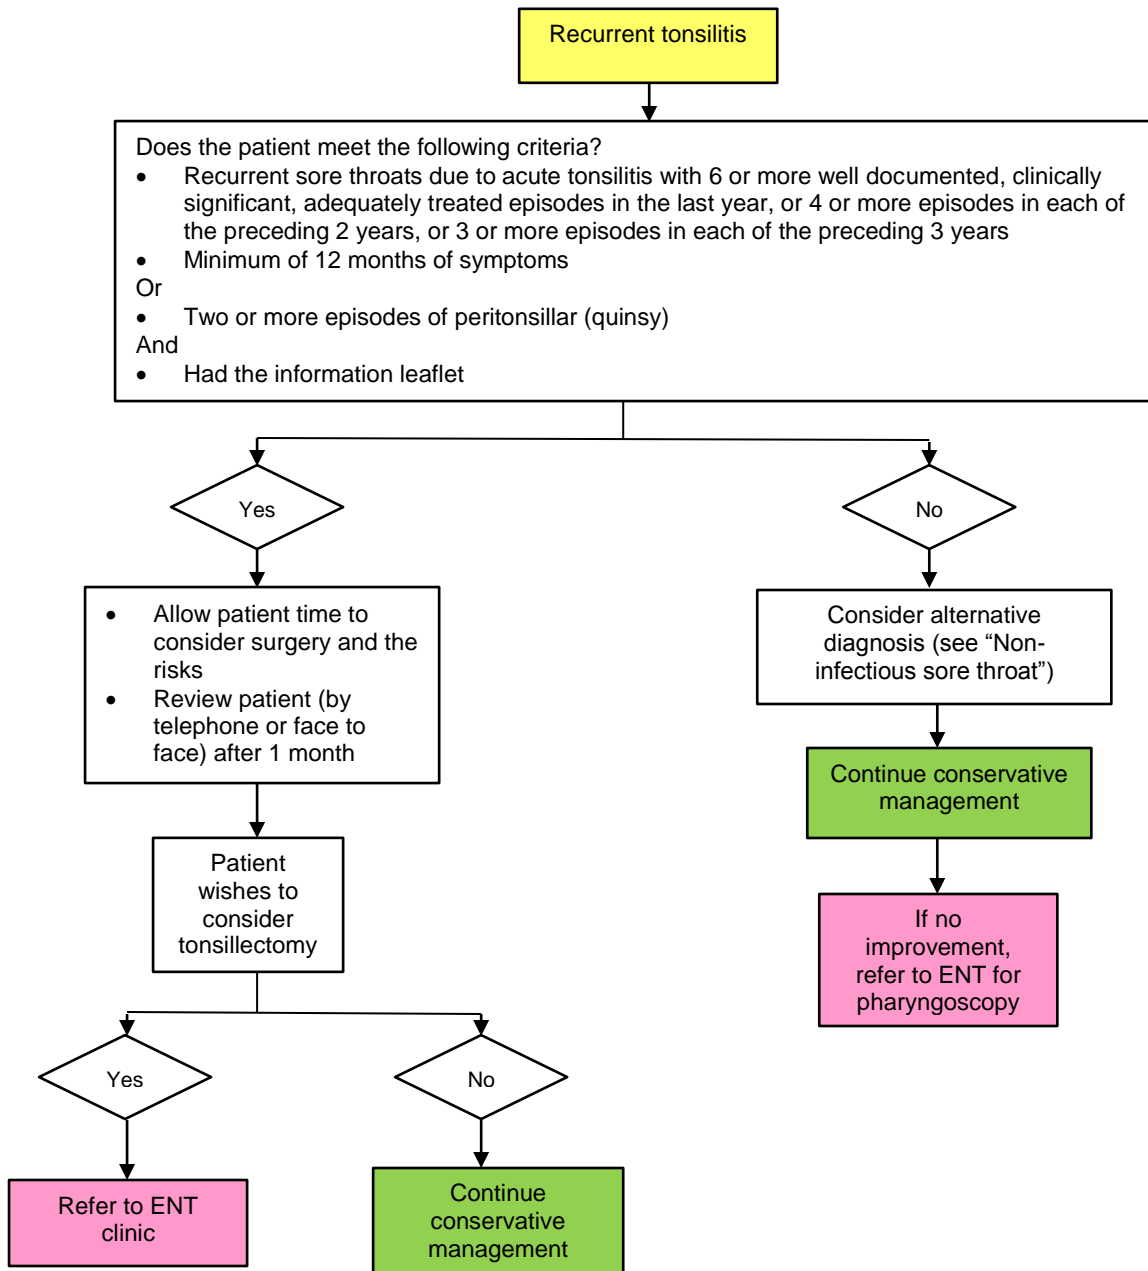 Recurrent tonsilitis
Does the patient meet the following criteria?
• Recurrent sore throats due to acute tonsilitis with 6 or more well documented, clinically
significant, adequately treated episodes in the last year, or 4 or more episodes in each of
the preceding 2 years, or 3 or more episodes in each of the preceding 3 years
• Minimum of 12 months of symptoms
Or
• Two or more episodes of peritonsillar (quinsy)
And
• Had the information leaflet
Yes
No
• Allow patient time to
consider surgery and the
risks
• Review patient (by
telephone or face to
face) after 1 month
Consider alternative
diagnosis (see “Non-
infectious sore throat”)
Continue conservative
management
Patient
wishes to
consider
tonsillectomy
If no
improvement,
refer to ENT for
pharyngoscopy
Yes
No
Refer to ENT
clinic
Continue
conservative
management